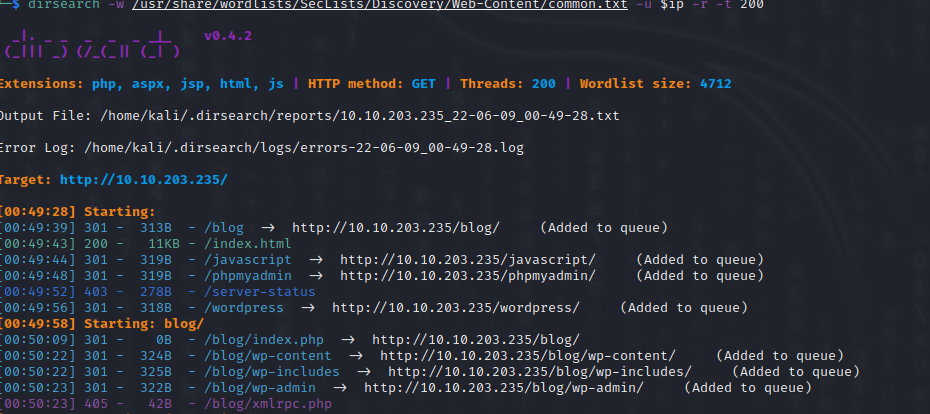 └─$ dirsearch -w /usr/share/wordlists/SecLists/Discovery/Web-Content/common.txt -u $ip -r -t 200
_|. _ _  _  _  _ _|_    v0.4.2
(_||| _) (/_(_|| (_| )
Extensions: php, aspx, jsp, html, js | HTTP method: GET | Threads: 200 | Wordlist size: 4712
Output File: /home/kali/.dirsearch/reports/10.10.203.235_22-06-09_00-49-28.txt
Error Log: /home/kali/.dirsearch/logs/errors-22-06-09_00-49-28.log
Target: http://10.10.203.235/
[00:49:28] Starting:
[00:49:39] 301 -  313B  - /blog  →  http://10.10.203.235/blog/     (Added to queue)
[00:49:43] 200 -   11KB - /index.html
[00:49:44] 301 -  319B  - /javascript  →  http://10.10.203.235/javascript/     (Added to queue)
[00:49:48] 301 -  319B  - /phpmyadmin  →  http://10.10.203.235/phpmyadmin/     (Added to queue)
[00:49:52] 403 -  278B  - /server-status
[00:49:56] 301 -  318B  - /wordpress  →  http://10.10.203.235/wordpress/     (Added to queue)
[00:49:58] Starting: blog/
[00:50:09] 301 -    0B  - /blog/index.php  →  http://10.10.203.235/blog/
[00:50:22] 301 -  324B  - /blog/wp-content  →  http://10.10.203.235/blog/wp-content/     (Added to queue)
[00:50:22] 301 -  325B  - /blog/wp-includes  →  http://10.10.203.235/blog/wp-includes/     (Added to queue)
[00:50:23] 301 -  322B  - /blog/wp-admin  →  http://10.10.203.235/blog/wp-admin/     (Added to queue)
[00:50:23] 405 -   42B  - /blog/xmlrpc.php